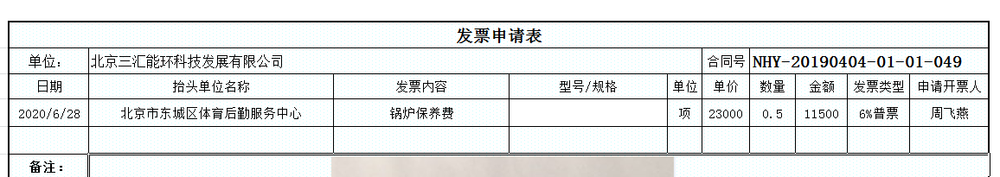 发票申请表
单位： 北京三汇能环科技发展有限公司 合同号 NHY-20190404-01-01-049
日期 抬头单位名称 发票内容 型号/规格 单位 单价 数量 金额 发票类型 申请开票人
2020/6/28 北京市东城区体育后勤服务中心 锅炉保养费 项 23000 0.5 11500 6%普票 周飞燕
备注：